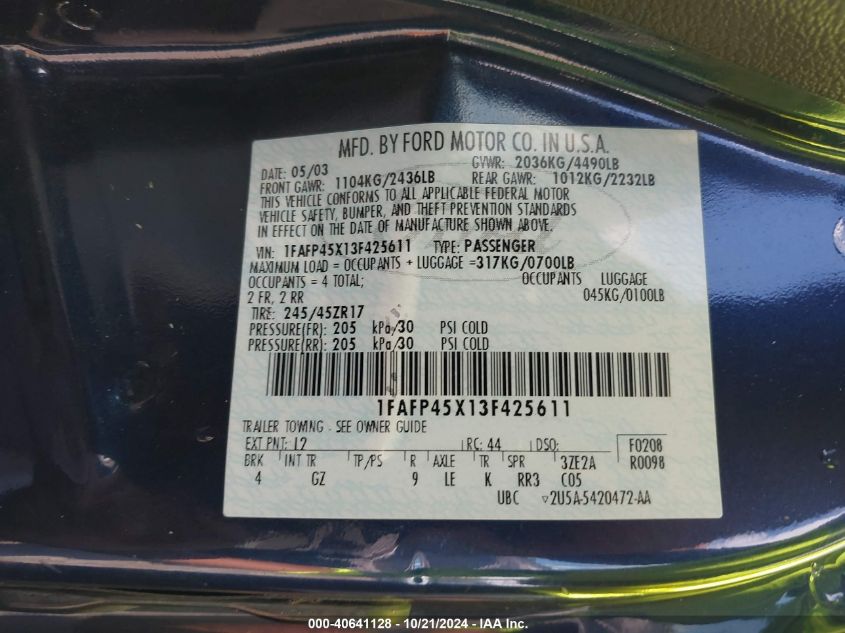 MFD. BY FORD MOTOR CO. IN U.S.A.
DATE: 05/03 GVWR: 2036KG/4490LB
FRONT GAWR: 1104KG/2436LB REAR GAWR: 1012KG/2232LB
THIS VEHICLE CONFORMS TO ALL APPLICABLE FEDERAL MOTOR
VEHICLE SAFETY, BUMPER, AND THEFT PREVENTION STANDARDS
IN EFFECT ON THE DATE OF MANUFACTURE SHOWN ABOVE.
VIN: 1FAFP45X13F425611 TYPE: PASSENGER
MAXIMUM LOAD = OCCUPANTS + LUGGAGE =317KG/0700LB
OCCUPANTS = 4 TOTAL; OCCUPANTS LUGGAGE
2 FR, 2 RR 045KG/0100LB
TIRE: 245/45ZR17
PRESSURE(FR): 205 kPa/30 PSI COLD
PRESSURE(RR): 205 kPa/30 PSI COLD
1FAFP45X13F425611
TRAILER TOWING - SEE OWNER GUIDE
EXT PNT: L2 RC: 44 DSO: F0208
BRK INT TR TP/PS R AXLE TR SPR 3ZE2A R0098
4 GZ 9 LE K RR3 C05
UBC ▽2U5A-5420472-AA
000-40641128 - 10/21/2024 - IAA Inc.